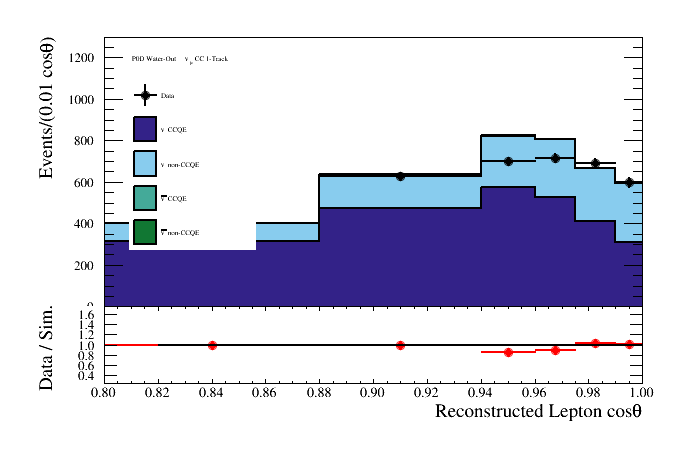 P0D Water-Out ν_μ CC 1-Track
Data
ν CCQE
ν non-CCQE
ν̅ CCQE
ν̅ non-CCQE
Events/(0.01 cosθ)
1200
1000
800
600
400
200
0
Data / Sim.
1.6
1.4
1.2
1.0
0.8
0.6
0.4
0.80 0.82 0.84 0.86 0.88 0.90 0.92 0.94 0.96 0.98 1.00
Reconstructed Lepton cosθ